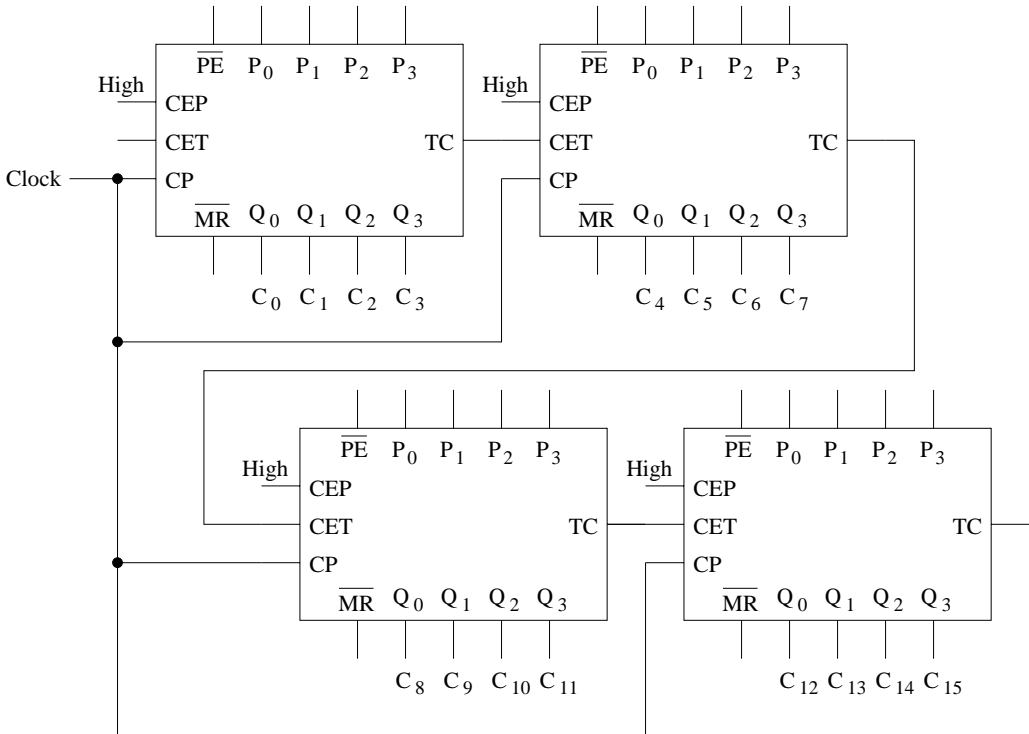 PE P0 P1 P2 P3 PE P0 P1 P2 P3
High High
CEP CEP
CET TC CET TC
Clock CP CP
MR Q0 Q1 Q2 Q3 MR Q0 Q1 Q2 Q3
C0 C1 C2 C3 C4 C5 C6 C7
PE P0 P1 P2 P3 PE P0 P1 P2 P3
High High
CEP CEP
CET TC CET TC
CP CP
MR Q0 Q1 Q2 Q3 MR Q0 Q1 Q2 Q3
C8 C9 C10 C11 C12 C13 C14 C15